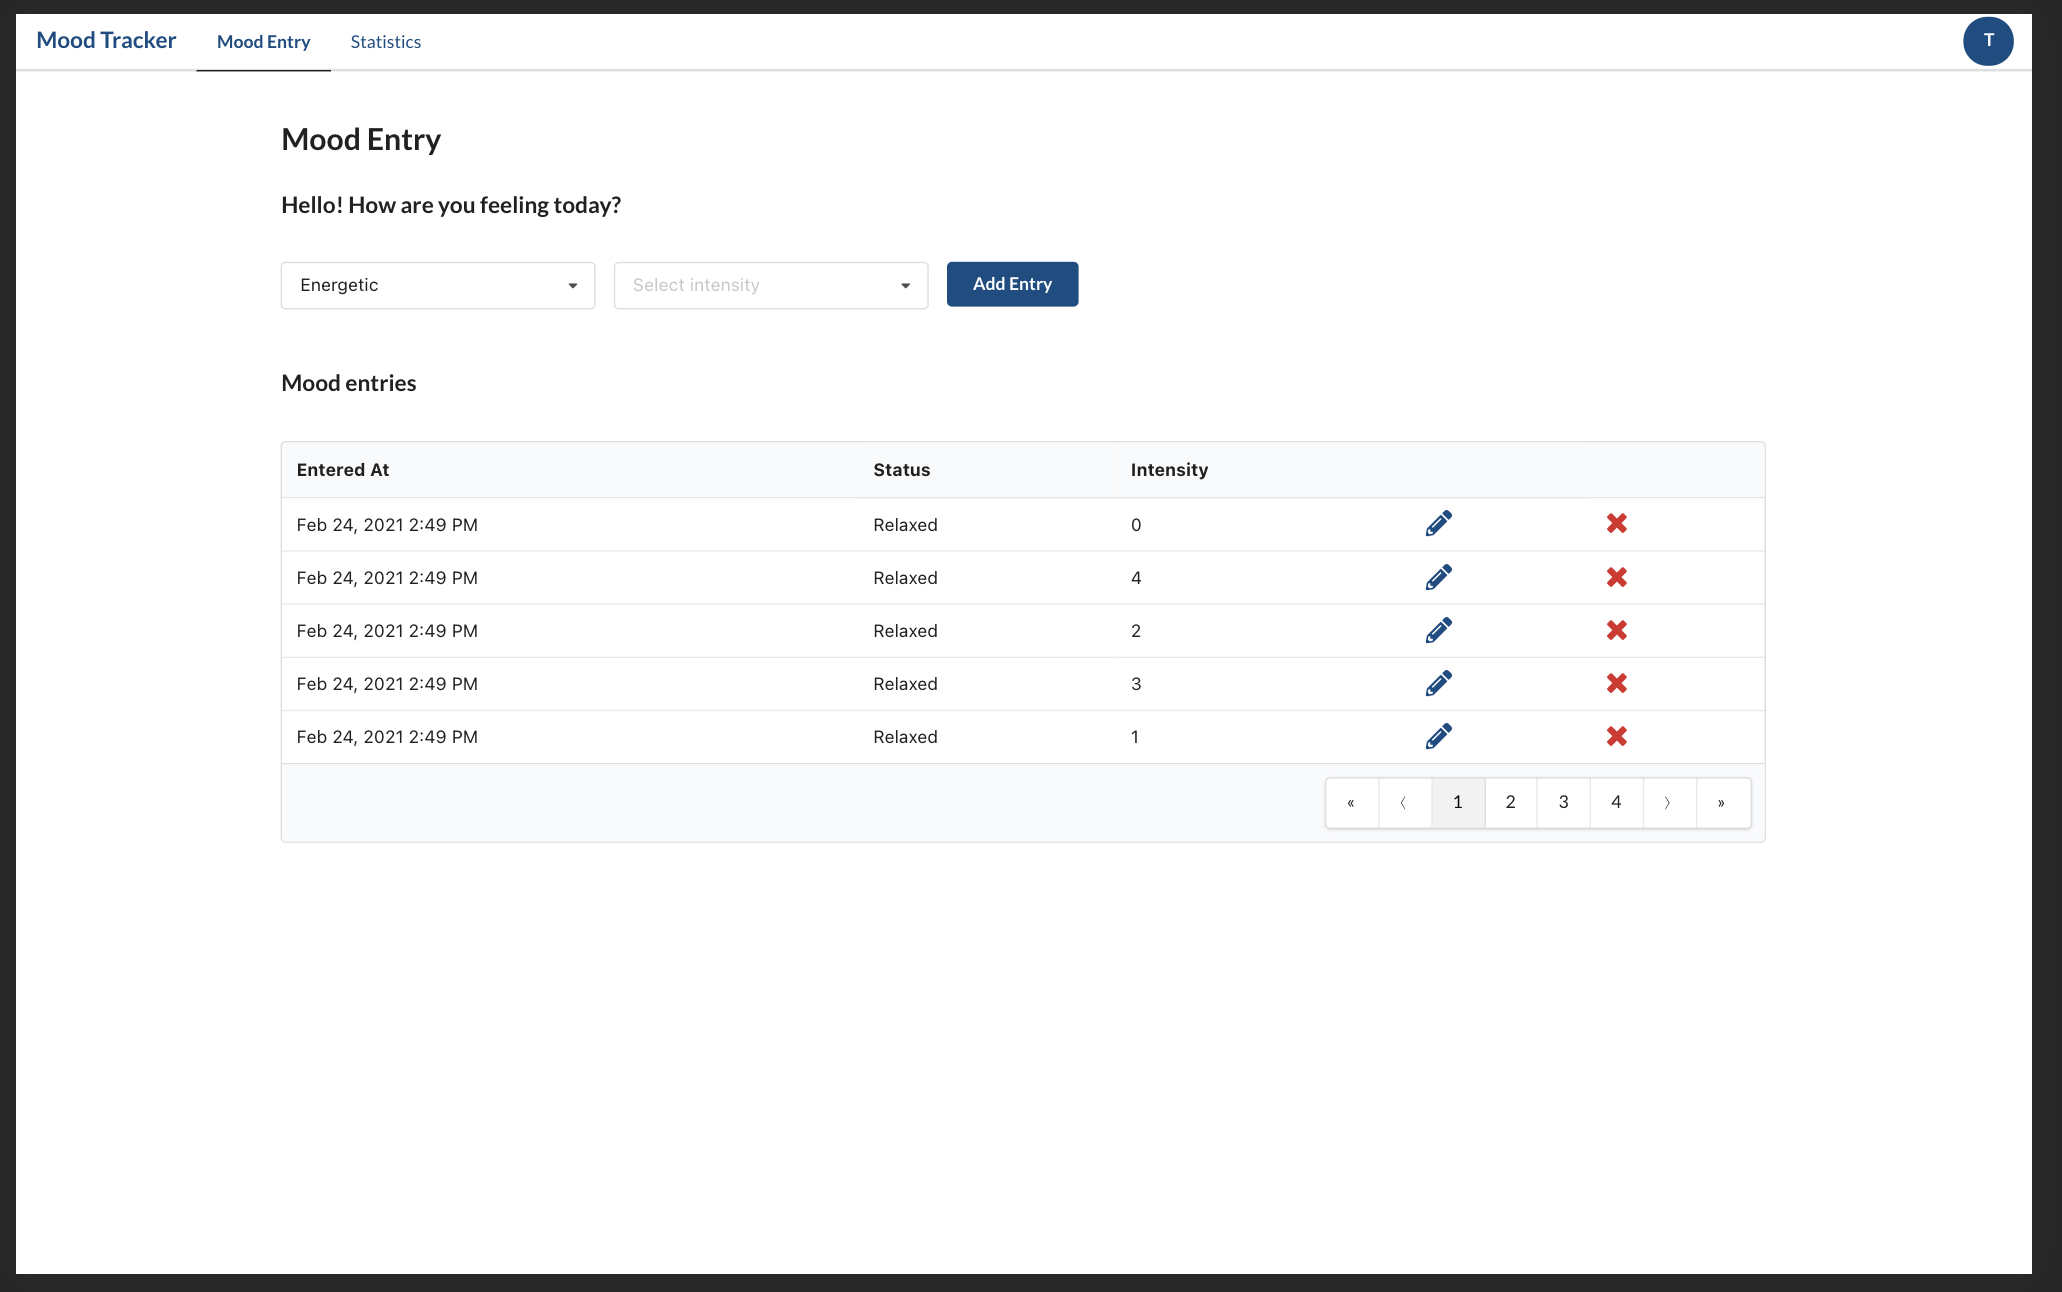 Mood Tracker Mood Entry Statistics T
Mood Entry
Hello! How are you feeling today?
Energetic Select intensity Add Entry
Mood entries
Entered At Status Intensity
Feb 24, 2021 2:49 PM Relaxed 0
Feb 24, 2021 2:49 PM Relaxed 4
Feb 24, 2021 2:49 PM Relaxed 2
Feb 24, 2021 2:49 PM Relaxed 3
Feb 24, 2021 2:49 PM Relaxed 1
« ⟨ 1 2 3 4 ⟩ »